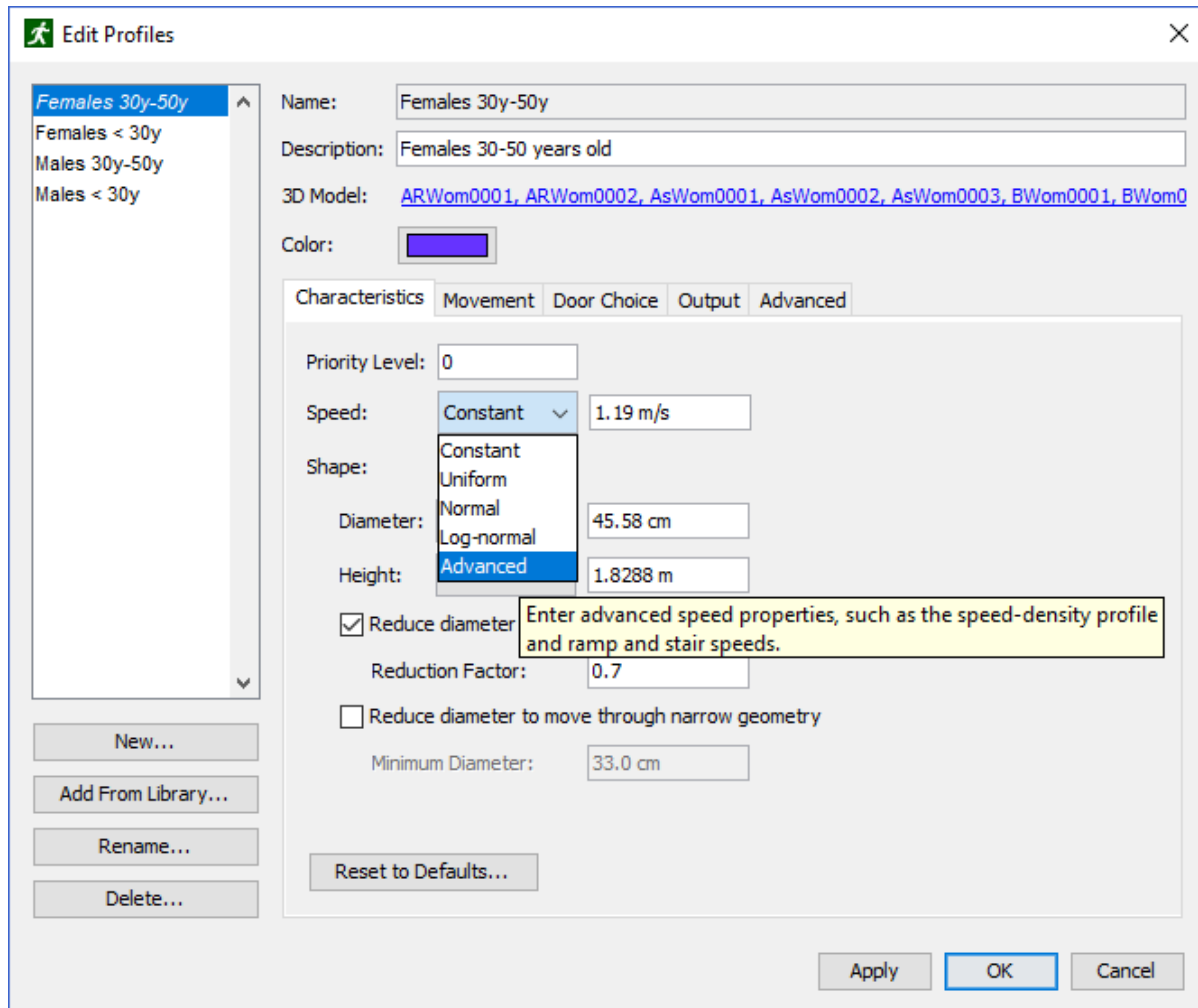 Edit Profiles
Females 30y-50y
Females < 30y
Males 30y-50y
Males < 30y
New...
Add From Library...
Rename...
Delete...
Name: Females 30y-50y
Description: Females 30-50 years old
3D Model: ARWom0001, ARWom0002, AsWom0001, AsWom0002, AsWom0003, BWom0001, BWom0
Color:
Characteristics Movement Door Choice Output Advanced
Priority Level: 0
Speed: Constant 1.19 m/s
Constant
Uniform
Normal
Log-normal
Advanced
Shape:
Diameter: 45.58 cm
Height: 1.8288 m
Enter advanced speed properties, such as the speed-density profile
and ramp and stair speeds.
Reduce diameter
Reduction Factor: 0.7
Reduce diameter to move through narrow geometry
Minimum Diameter: 33.0 cm
Reset to Defaults...
Apply OK Cancel